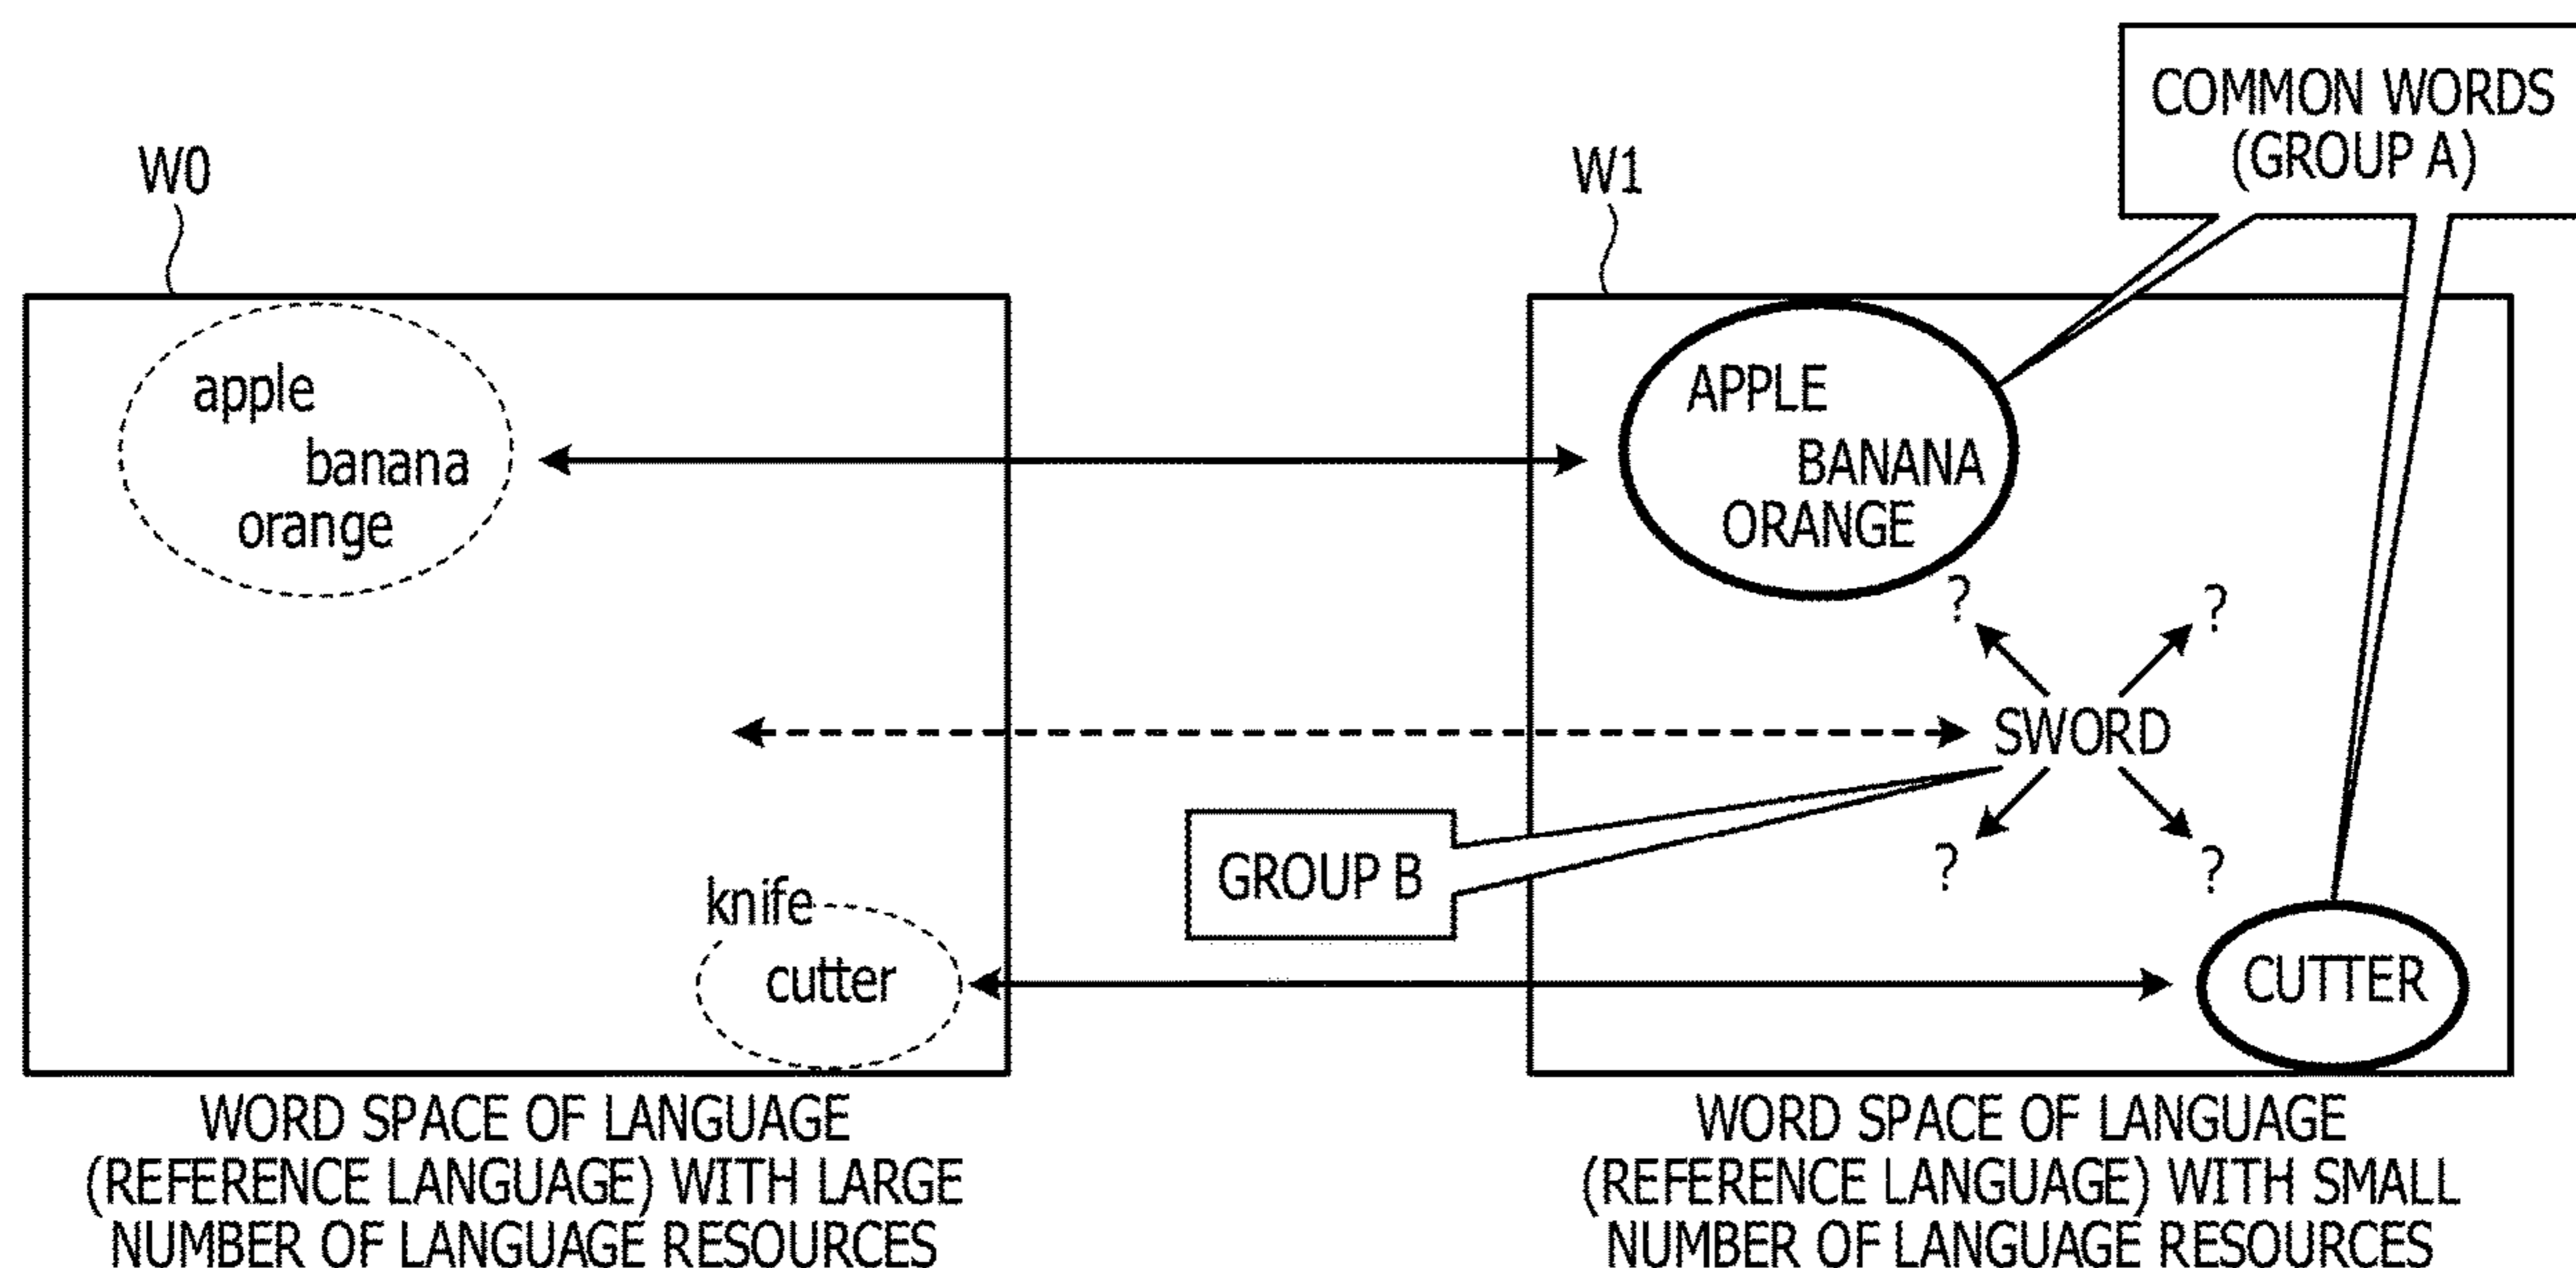 COMMON WORDS
(GROUP A)
W0
W1
apple
banana
orange
APPLE
BANANA
ORANGE
?
?
SWORD
?
?
GROUP B
knife
cutter
CUTTER
WORD SPACE OF LANGUAGE
(REFERENCE LANGUAGE) WITH LARGE
NUMBER OF LANGUAGE RESOURCES
WORD SPACE OF LANGUAGE
(REFERENCE LANGUAGE) WITH SMALL
NUMBER OF LANGUAGE RESOURCES